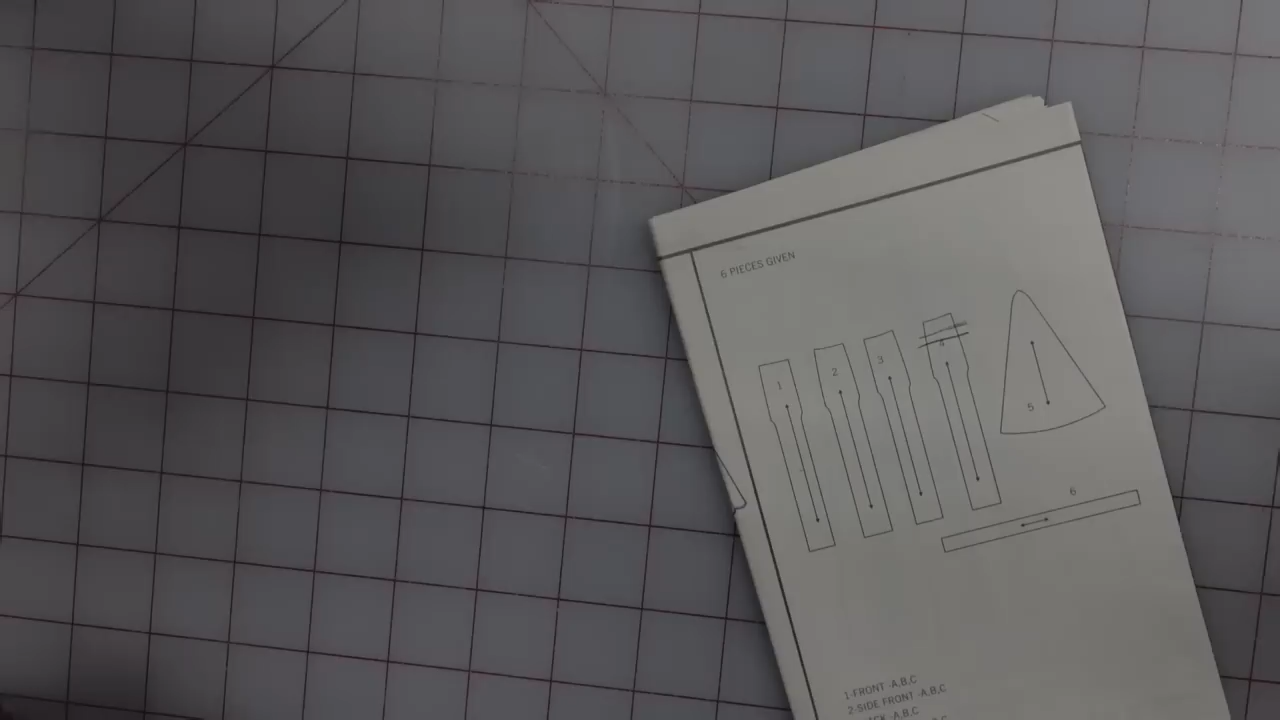 6 PIECES GIVEN
1
2
3
4
5
6
1-FRONT -A,B,C
2-SIDE FRONT -A,B,C
-A,B,C